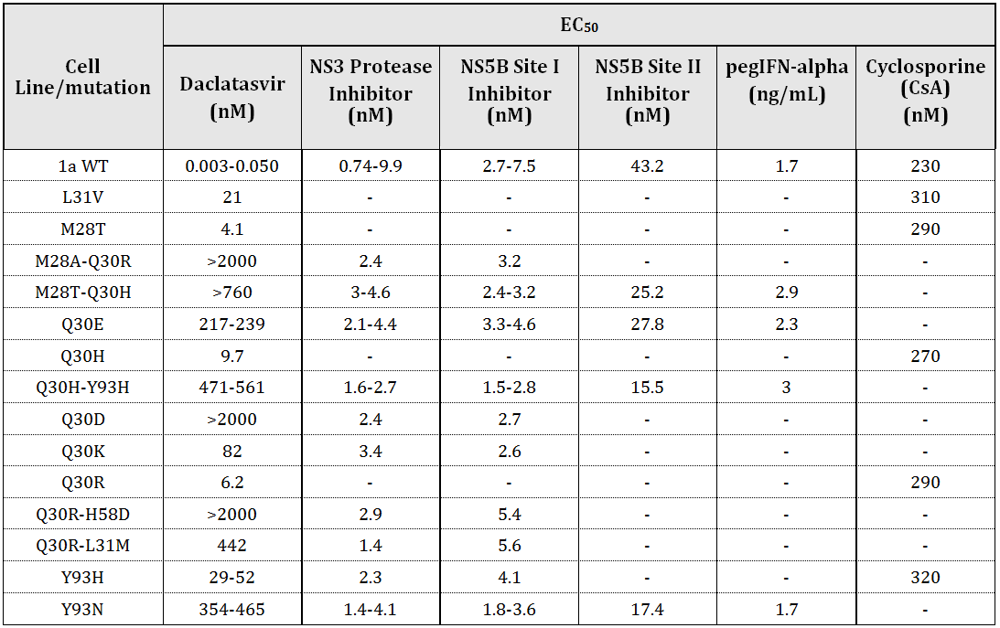 EC₅₀
Cell Line/mutation | Daclatasvir (nM) | NS3 Protease Inhibitor (nM) | NS5B Site I Inhibitor (nM) | NS5B Site II Inhibitor (nM) | pegIFN-alpha (ng/mL) | Cyclosporine (CsA) (nM)
1a WT | 0.003-0.050 | 0.74-9.9 | 2.7-7.5 | 43.2 | 1.7 | 230
L31V | 21 | - | - | - | - | 310
M28T | 4.1 | - | - | - | - | 290
M28A-Q30R | >2000 | 2.4 | 3.2 | - | - | -
M28T-Q30H | >760 | 3-4.6 | 2.4-3.2 | 25.2 | 2.9 | -
Q30E | 217-239 | 2.1-4.4 | 3.3-4.6 | 27.8 | 2.3 | -
Q30H | 9.7 | - | - | - | - | 270
Q30H-Y93H | 471-561 | 1.6-2.7 | 1.5-2.8 | 15.5 | 3 | -
Q30D | >2000 | 2.4 | 2.7 | - | - | -
Q30K | 82 | 3.4 | 2.6 | - | - | -
Q30R | 6.2 | - | - | - | - | 290
Q30R-H58D | >2000 | 2.9 | 5.4 | - | - | -
Q30R-L31M | 442 | 1.4 | 5.6 | - | - | -
Y93H | 29-52 | 2.3 | 4.1 | - | - | 320
Y93N | 354-465 | 1.4-4.1 | 1.8-3.6 | 17.4 | 1.7 | -